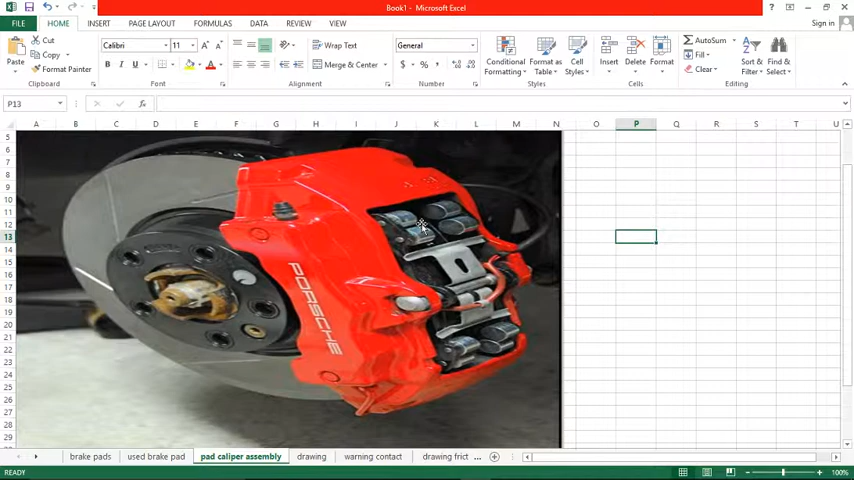 Book1 - Microsoft Excel
FILE HOME INSERT PAGE LAYOUT FORMULAS DATA REVIEW VIEW Sign in
Cut
Copy
Format Painter
Paste
Clipboard
Calibri 11
B I U
Font
Wrap Text
Merge & Center
Alignment
General
$ % ,
Number
Conditional Formatting
Format as Table
Cell Styles
Styles
Insert Delete Format
Cells
AutoSum
Fill
Clear
Sort & Filter
Find & Select
Editing
P13 fx
A B C D E F G H I J K L M N O P Q R S T U
5
6
7
8
9
10
11
12
13
14
15
16
17
18
19
20
21
22
23
24
25
26
27
28
29
PORSCHE
brake pads used brake pad pad caliper assembly drawing warning contact drawing frict ...
READY 100%